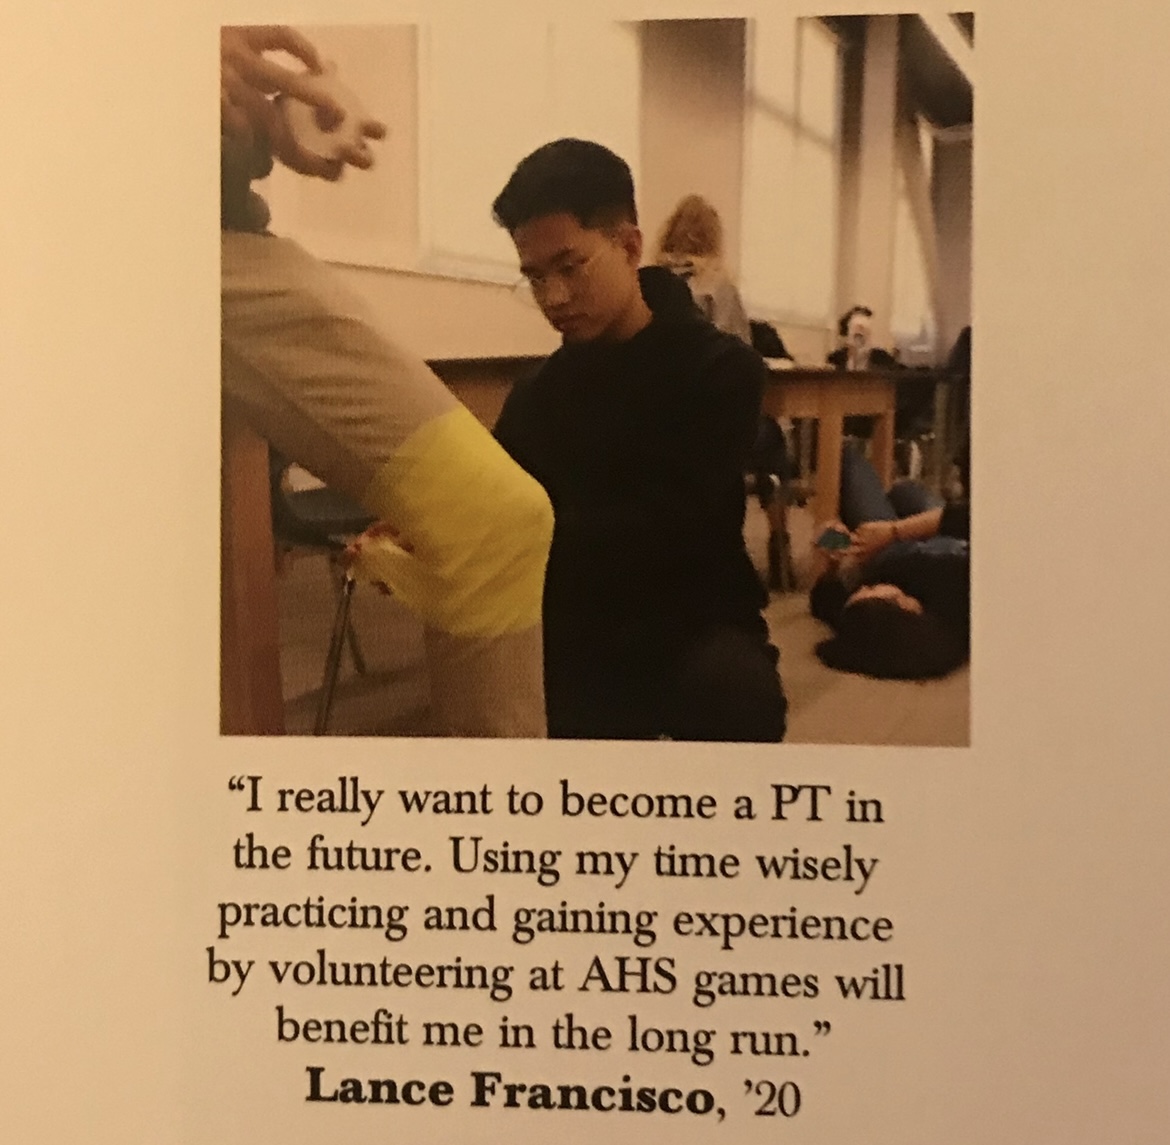 “I really want to become a PT in
the future. Using my time wisely
practicing and gaining experience
by volunteering at AHS games will
benefit me in the long run.”
Lance Francisco, ’20